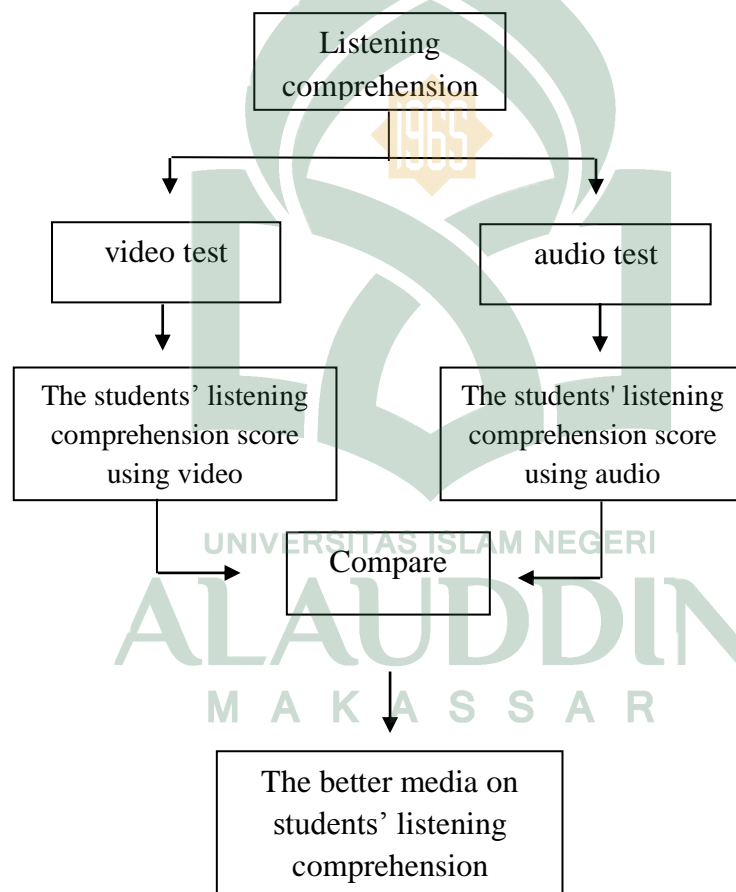 Listening
comprehension
1965
video test
audio test
The students’ listening
comprehension score
using video
The students' listening
comprehension score
using audio
UNIVERSITAS ISLAM NEGERI
Compare
ALAUDDIN
MAKASSAR
The better media on
students’ listening
comprehension